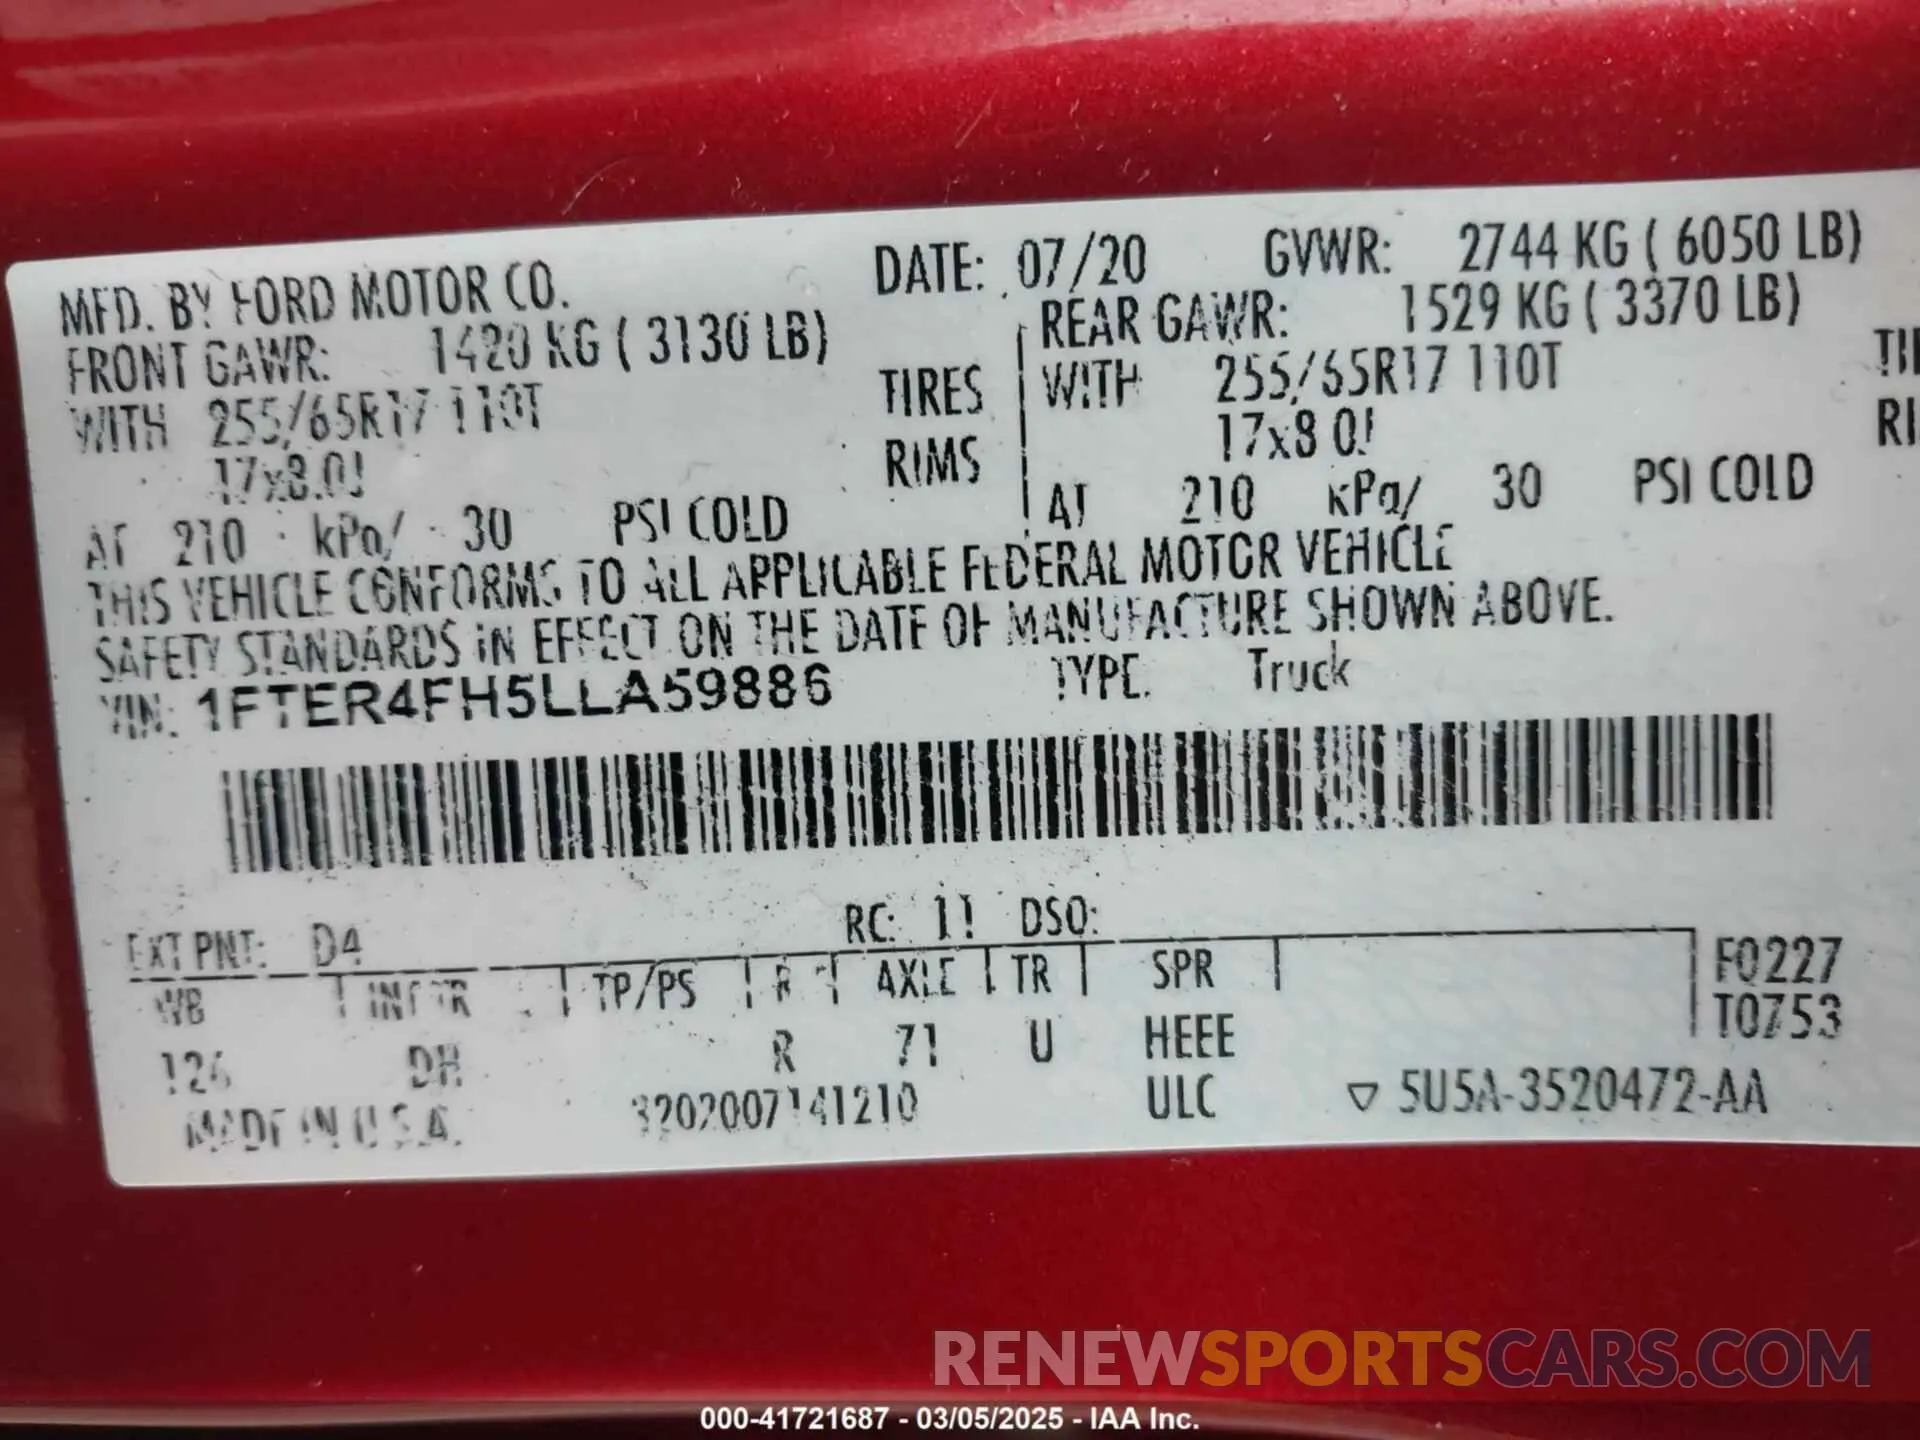 MFD. BY FORD MOTOR CO. DATE: 07/20 GVWR: 2744 KG ( 6050 LB)
FRONT GAWR: 1420 KG ( 3130 LB) REAR GAWR: 1529 KG ( 3370 LB)
WITH 255/65R17 110T TIRES WITH 255/65R17 110T TI
17x8.0J RIMS 17x8.0J RI
AT 210 kPa/ 30 PSI COLD AT 210 kPa/ 30 PSI COLD
THIS VEHICLE CONFORMS TO ALL APPLICABLE FEDERAL MOTOR VEHICLE
SAFETY STANDARDS IN EFFECT ON THE DATE OF MANUFACTURE SHOWN ABOVE.
VIN: 1FTER4FH5LLA59886 TYPE: Truck
EXT PNT: D4 RC: 11 DSO:
WB INT TR TP/PS R AXLE TR SPR F0227
T0753
126 DH R 71 U HEEE
MADE IN U.S.A. 3202007141210 ULC ▽ 5U5A-3520472-AA
RENEWSPORTSCARS.COM
000-41721687 - 03/05/2025 - IAA Inc.